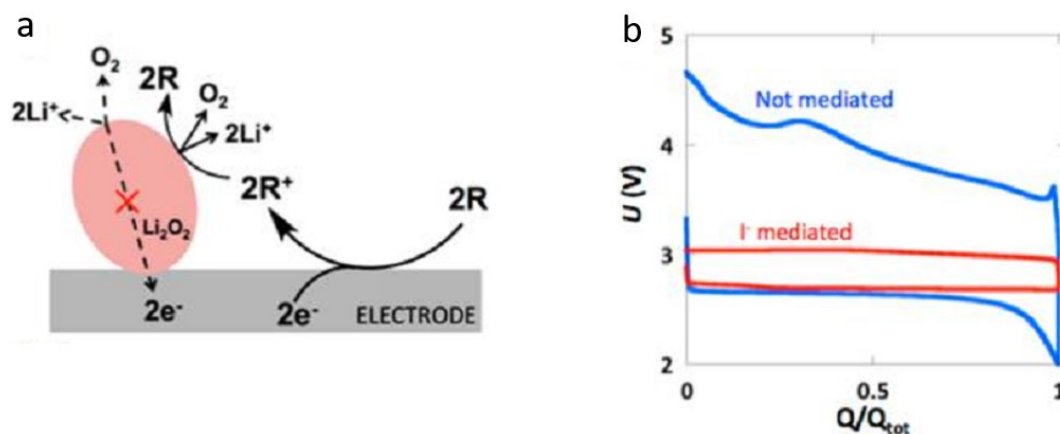 a
O₂
2R
O₂
2Li⁺
2Li⁺
2R⁺
2R
Li₂O₂
2e⁻
2e⁻
ELECTRODE
b
5
Not mediated
4
U (V)
I⁻ mediated
3
2
0
0.5
1
Q/Qtot